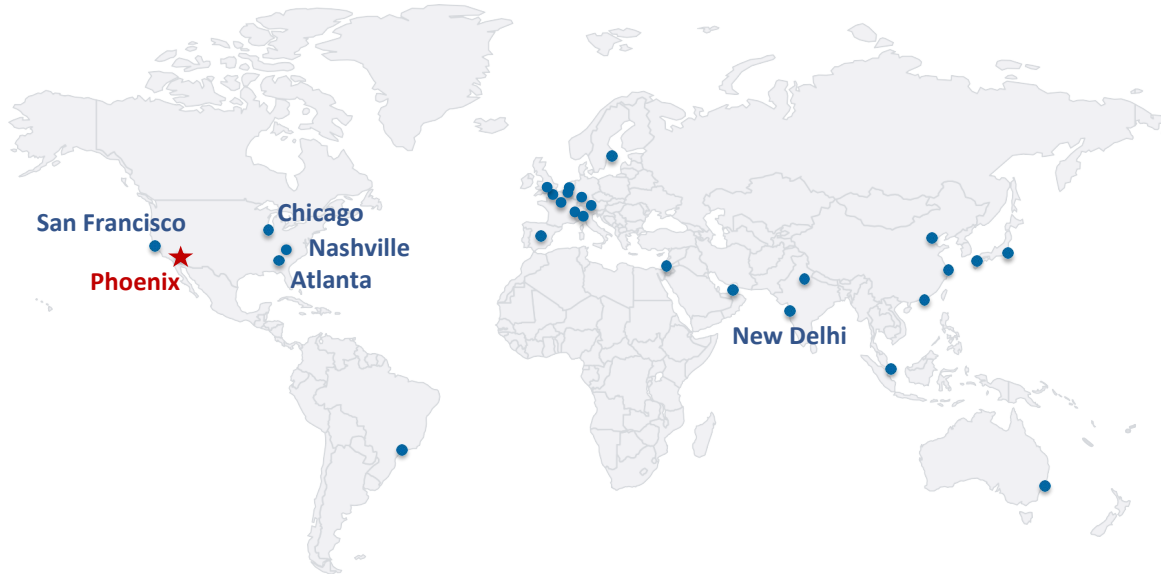 San Francisco
Chicago
Nashville
Phoenix
Atlanta
New Delhi